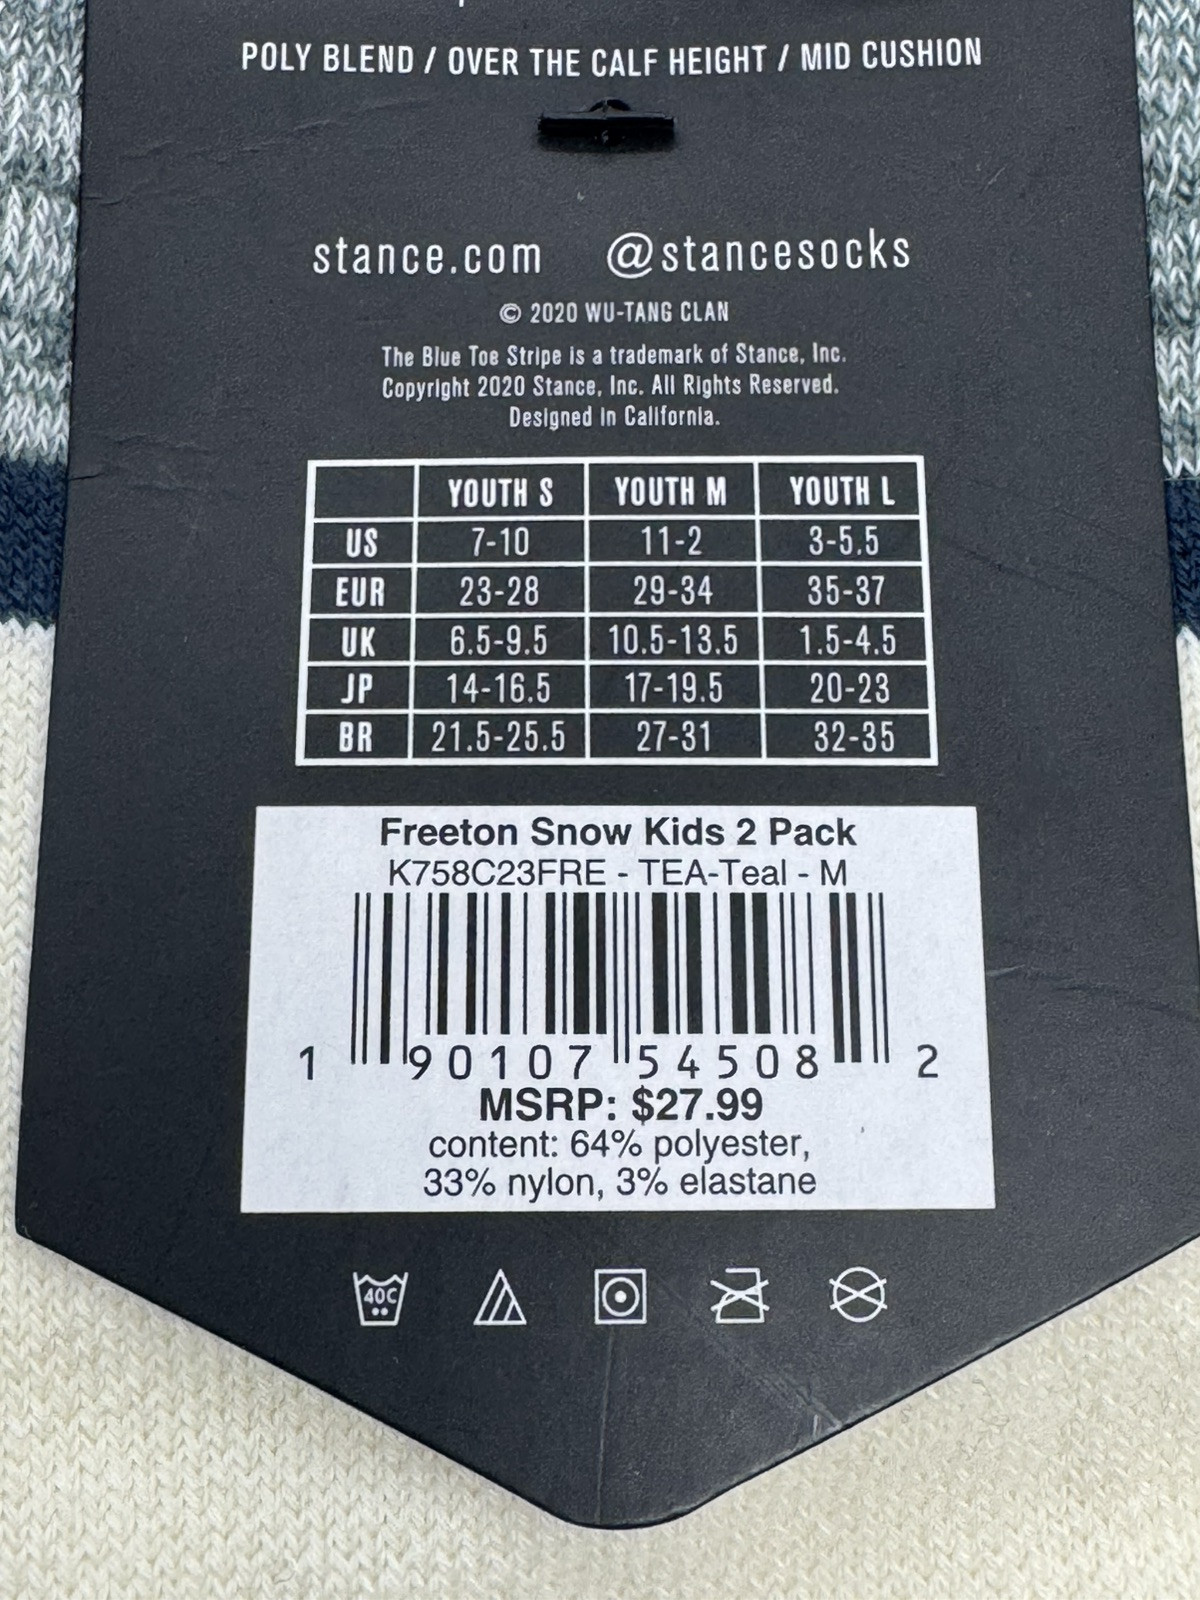 POLY BLEND / OVER THE CALF HEIGHT / MID CUSHION
stance.com @stancesocks
© 2020 WU-TANG CLAN
The Blue Toe Stripe is a trademark of Stance, Inc.
Copyright 2020 Stance, Inc. All Rights Reserved.
Designed in California.
YOUTH S YOUTH M YOUTH L
US 7-10 11-2 3-5.5
EUR 23-28 29-34 35-37
UK 6.5-9.5 10.5-13.5 1.5-4.5
JP 14-16.5 17-19.5 20-23
BR 21.5-25.5 27-31 32-35
Freeton Snow Kids 2 Pack
K758C23FRE - TEA-Teal - M
1 90107 54508 2
MSRP: $27.99
content: 64% polyester,
33% nylon, 3% elastane
40C